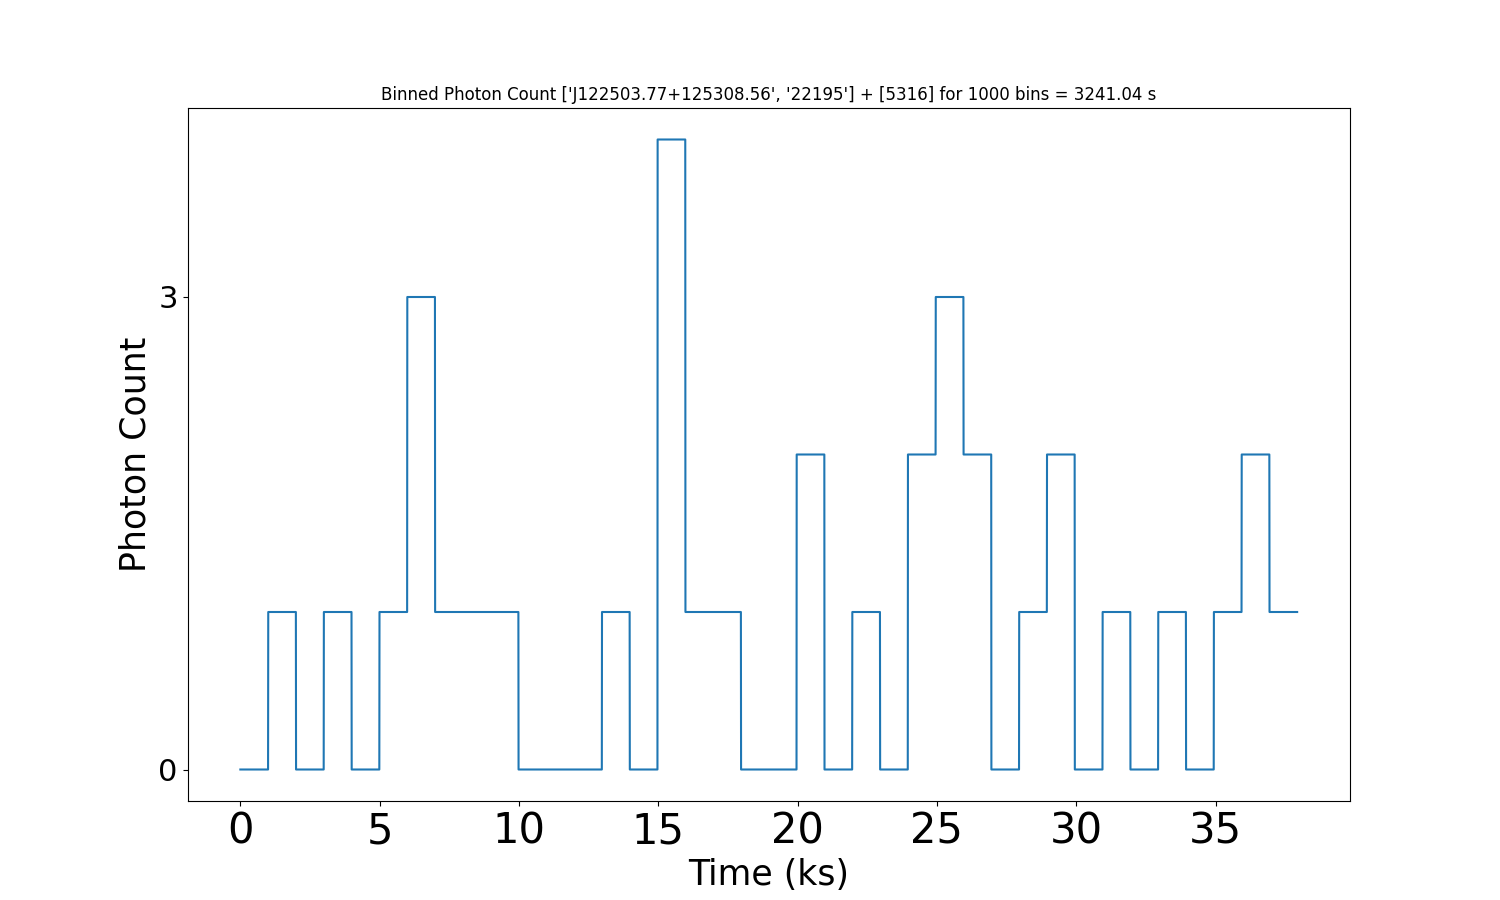 Binned Photon Count ['J122503.77+125308.56', '22195'] + [5316] for 1000 bins = 3241.04 s
3
Photon Count
0
0 5 10 15 20 25 30 35
Time (ks)